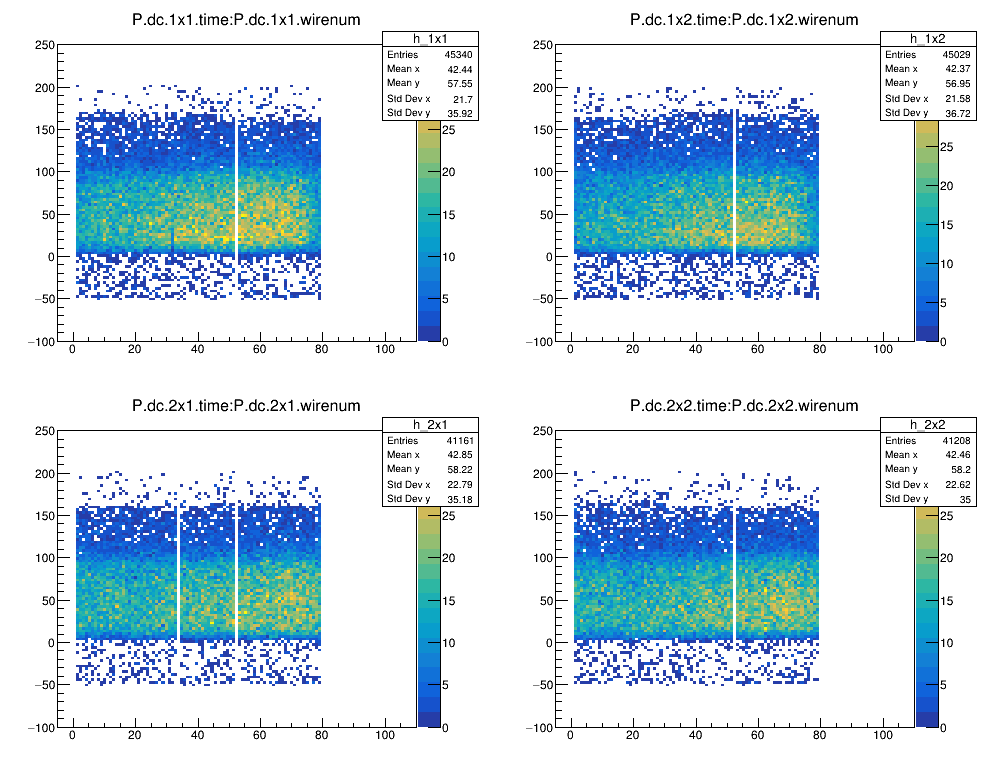 P.dc.1x1.time:P.dc.1x1.wirenum
h_1x1
Entries 45340
Mean x 42.44
Mean y 57.55
Std Dev x 21.7
Std Dev y 35.92
250
200
150
100
50
0
−50
−100
0 20 40 60 80 100
25
20
15
10
5
0
P.dc.1x2.time:P.dc.1x2.wirenum
h_1x2
Entries 45029
Mean x 42.37
Mean y 56.95
Std Dev x 21.58
Std Dev y 36.72
250
200
150
100
50
0
−50
−100
0 20 40 60 80 100
25
20
15
10
5
0
P.dc.2x1.time:P.dc.2x1.wirenum
h_2x1
Entries 41161
Mean x 42.85
Mean y 58.22
Std Dev x 22.79
Std Dev y 35.18
250
200
150
100
50
0
−50
−100
0 20 40 60 80 100
25
20
15
10
5
0
P.dc.2x2.time:P.dc.2x2.wirenum
h_2x2
Entries 41208
Mean x 42.46
Mean y 58.2
Std Dev x 22.62
Std Dev y 35
250
200
150
100
50
0
−50
−100
0 20 40 60 80 100
25
20
15
10
5
0